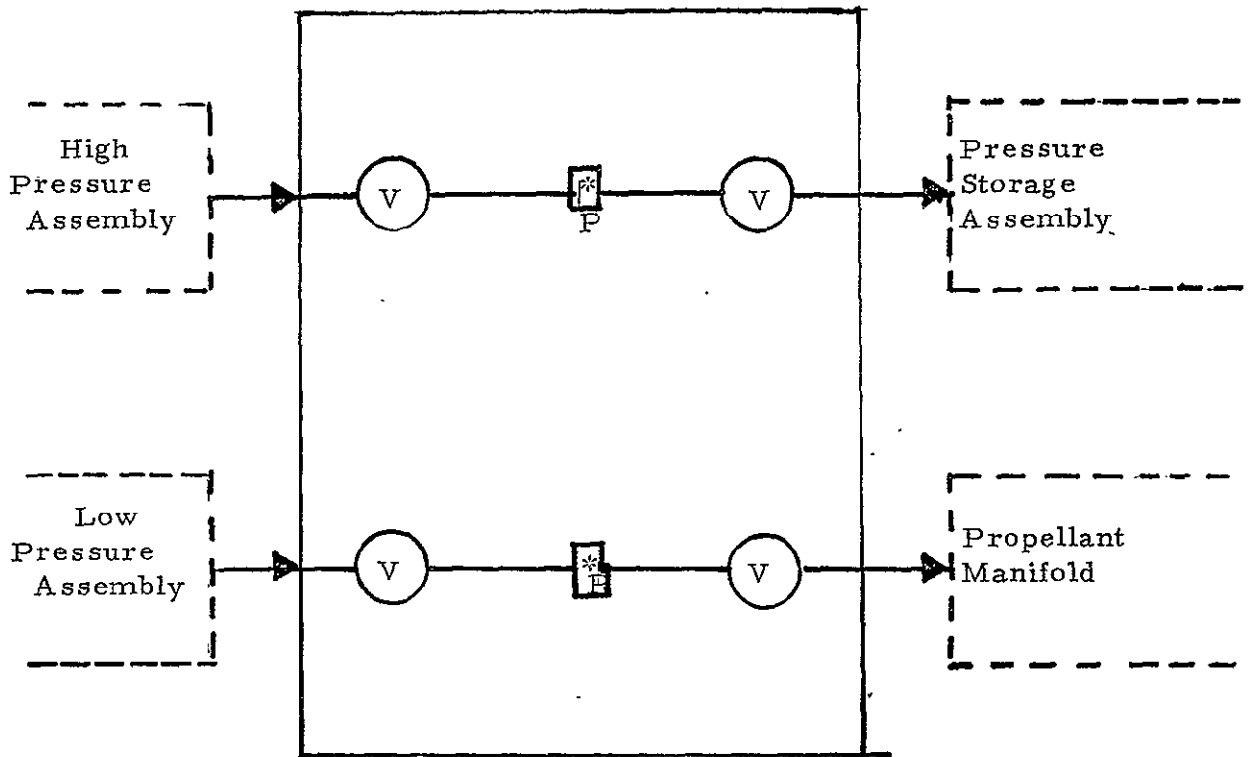 High
Pressure
Assembly
V
*
P
V
Pressure
Storage
Assembly
Low
Pressure
Assembly
V
*
P
V
Propellant
Manifold